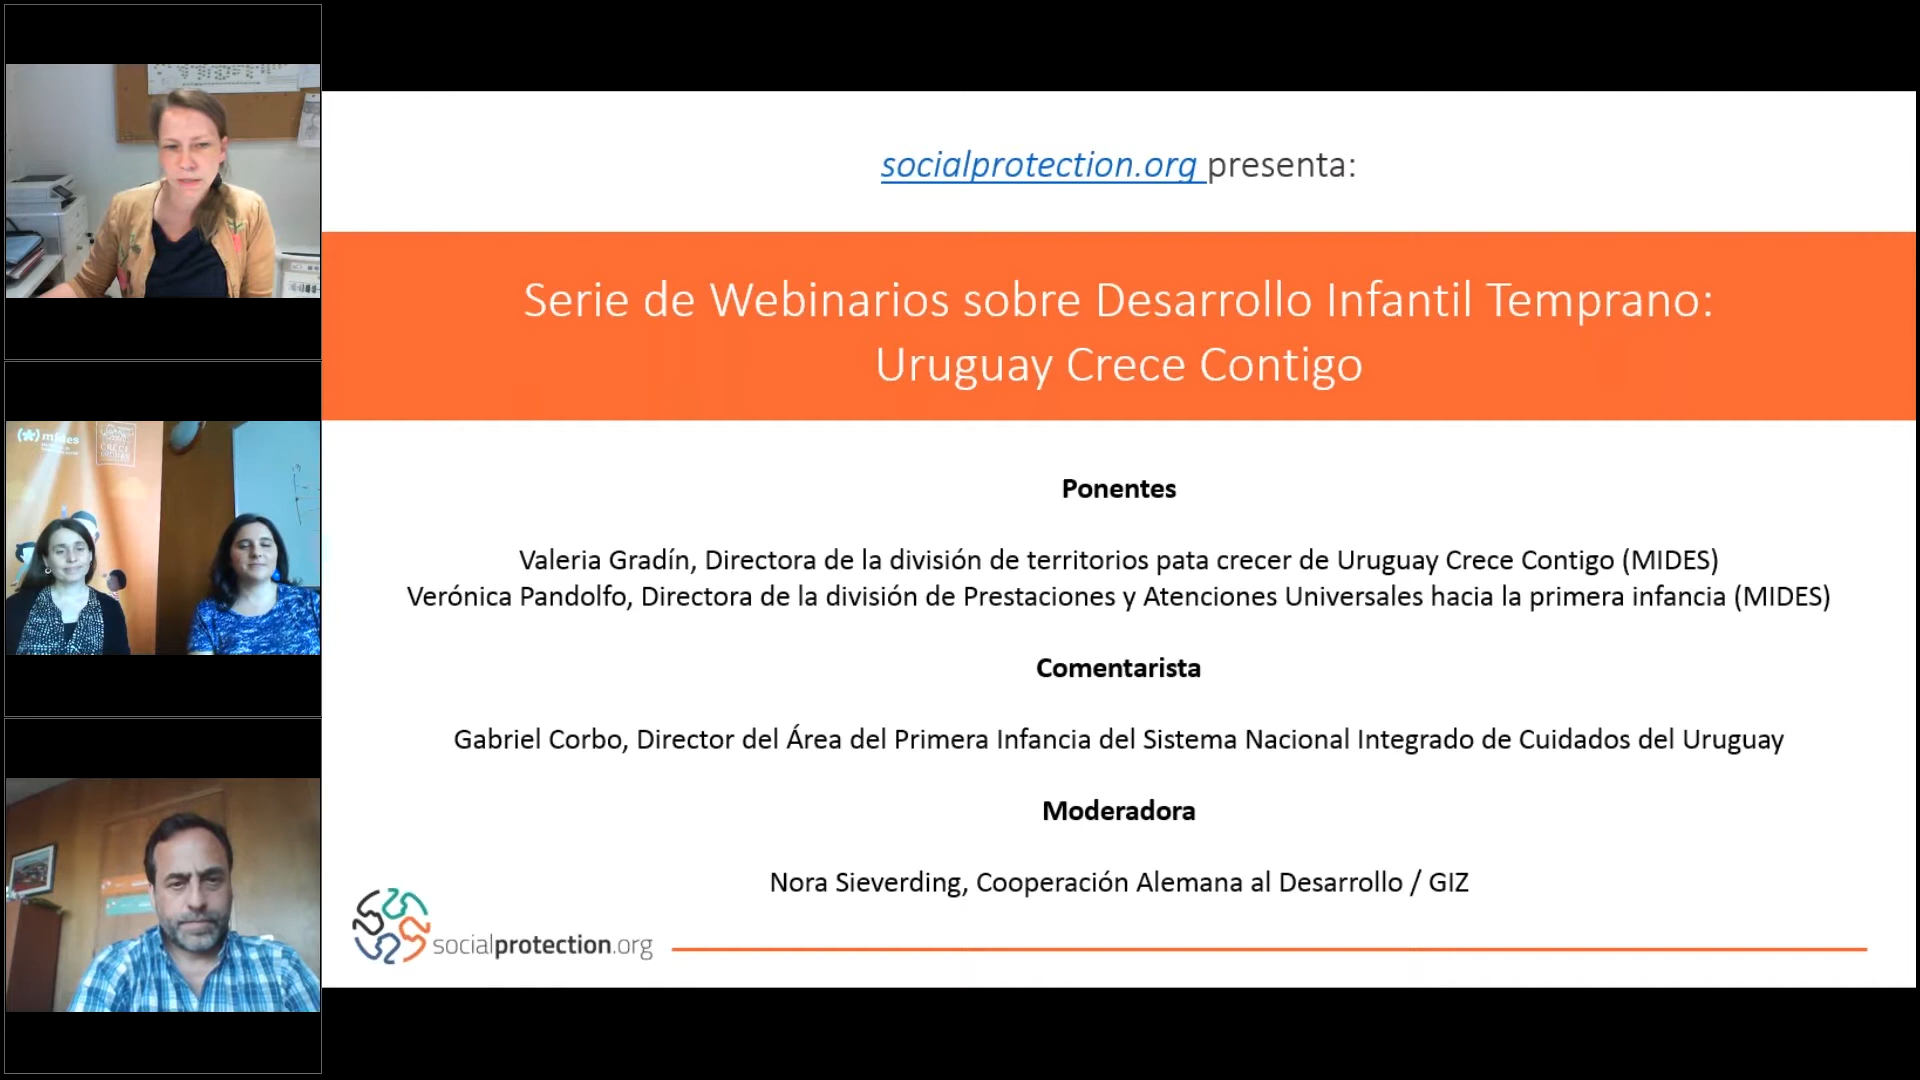 socialprotection.org presenta:
Serie de Webinarios sobre Desarrollo Infantil Temprano:
Uruguay Crece Contigo
Ponentes
Valeria Gradín, Directora de la división de territorios pata crecer de Uruguay Crece Contigo (MIDES)
Verónica Pandolfo, Directora de la división de Prestaciones y Atenciones Universales hacia la primera infancia (MIDES)
Comentarista
Gabriel Corbo, Director del Área del Primera Infancia del Sistema Nacional Integrado de Cuidados del Uruguay
Moderadora
Nora Sieverding, Cooperación Alemana al Desarrollo / GIZ
socialprotection.org
mides
CRECE